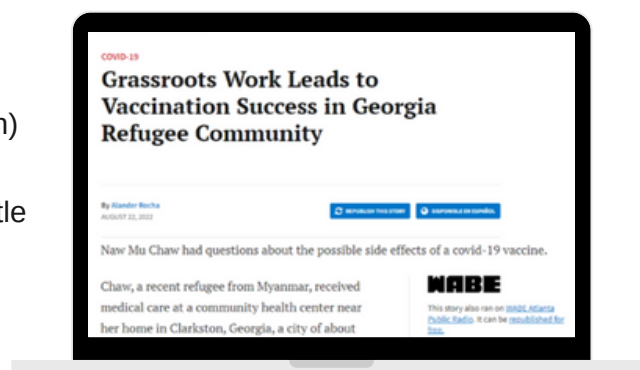 n)
tle
COVID-19
Grassroots Work Leads to
Vaccination Success in Georgia
Refugee Community
By Alander Rocha
AUGUST 22, 2022
REPUBLISH THIS STORY
DISPONIBLE EN ESPAÑOL
Naw Mu Chaw had questions about the possible side effects of a covid-19 vaccine.
Chaw, a recent refugee from Myanmar, received
medical care at a community health center near
her home in Clarkston, Georgia, a city of about
WABE
This story also ran on WABE Atlanta
Public Radio. It can be republished for
free.